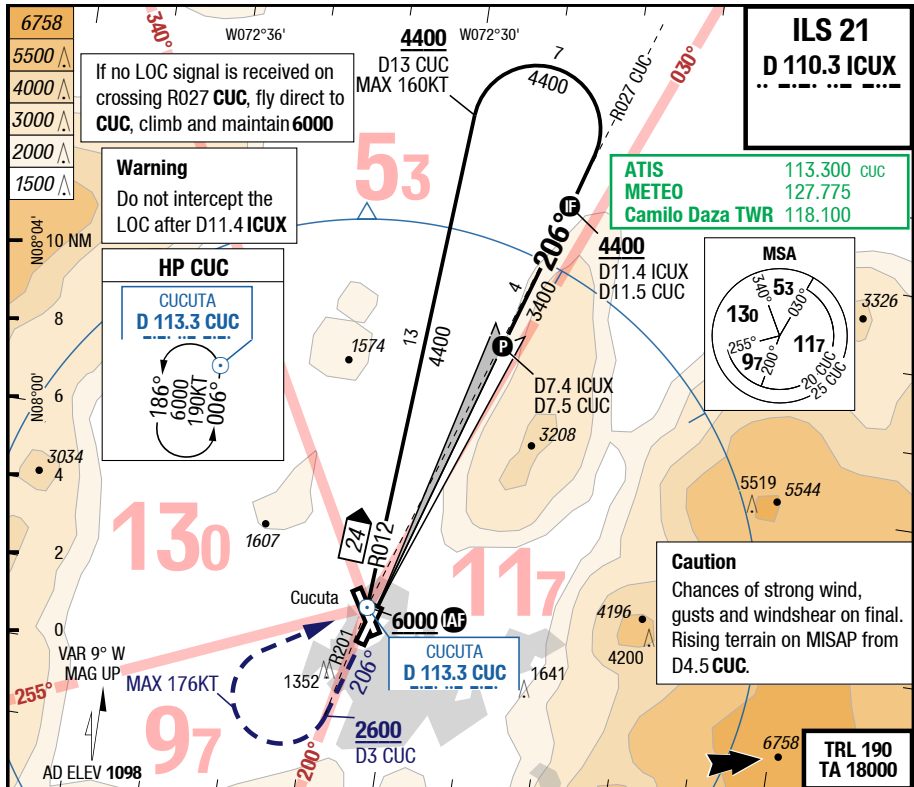 6758
5500
4000
3000
2000
1500
340°
W072°36'
4400
D13 CUC
MAX 160KT
W072°30'
7
4400
R027 CUC
030°
ILS 21
D 110.3 ICUX
If no LOC signal is received on
crossing R027 CUC, fly direct to
CUC, climb and maintain 6000
Warning
Do not intercept the
LOC after D11.4 ICUX
53
ATIS 113.300 CUC
METEO 127.775
Camilo Daza TWR 118.100
IF
206°
4400
D11.4 ICUX
D11.5 CUC
4
3400
N08°04'
10 NM
8
6
4
2
0
N08°00'
HP CUC
CUCUTA
D 113.3 CUC
186°
6000
190KT
006°
MSA
340°
53
030°
130
255°
97
200°
117
20 CUC
25 CUC
3326
1574
13
4400
P
D7.4 ICUX
D7.5 CUC
3208
3034
5519
5544
130
1607
24
R012
117
Caution
Chances of strong wind,
gusts and windshear on final.
Rising terrain on MISAP from
D4.5 CUC.
Cucuta
6000 IAF
CUCUTA
D 113.3 CUC
4196
4200
R201
206°
1352
1641
VAR 9° W
MAG UP
255°
MAX 176KT
97
2600
D3 CUC
200°
AD ELEV 1098
6758
TRL 190
TA 18000